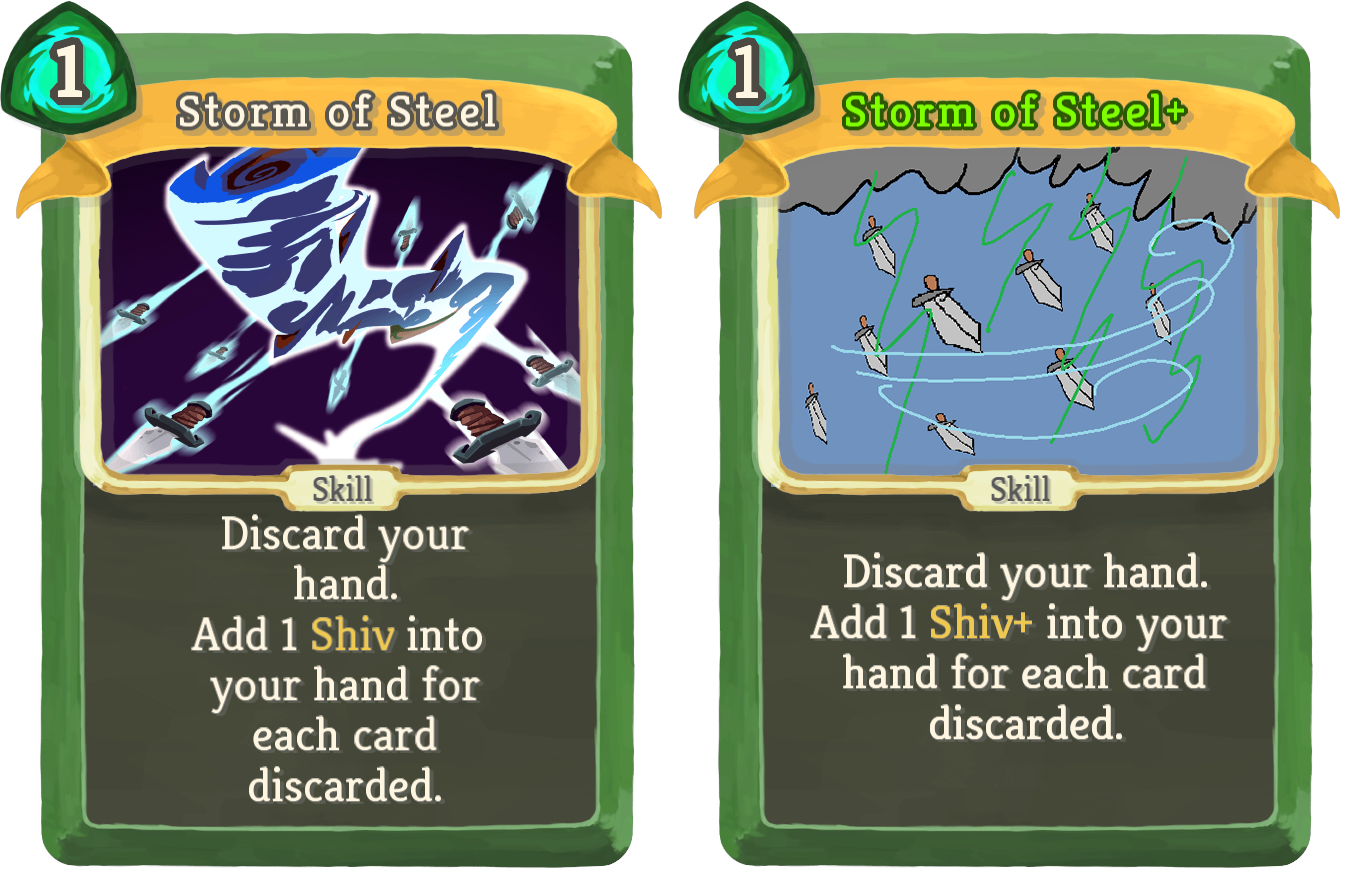 1
Storm of Steel
Skill
Discard your
hand.
Add 1 Shiv into
your hand for
each card
discarded.
1
Storm of Steel+
Skill
Discard your hand.
Add 1 Shiv+ into your
hand for each card
discarded.